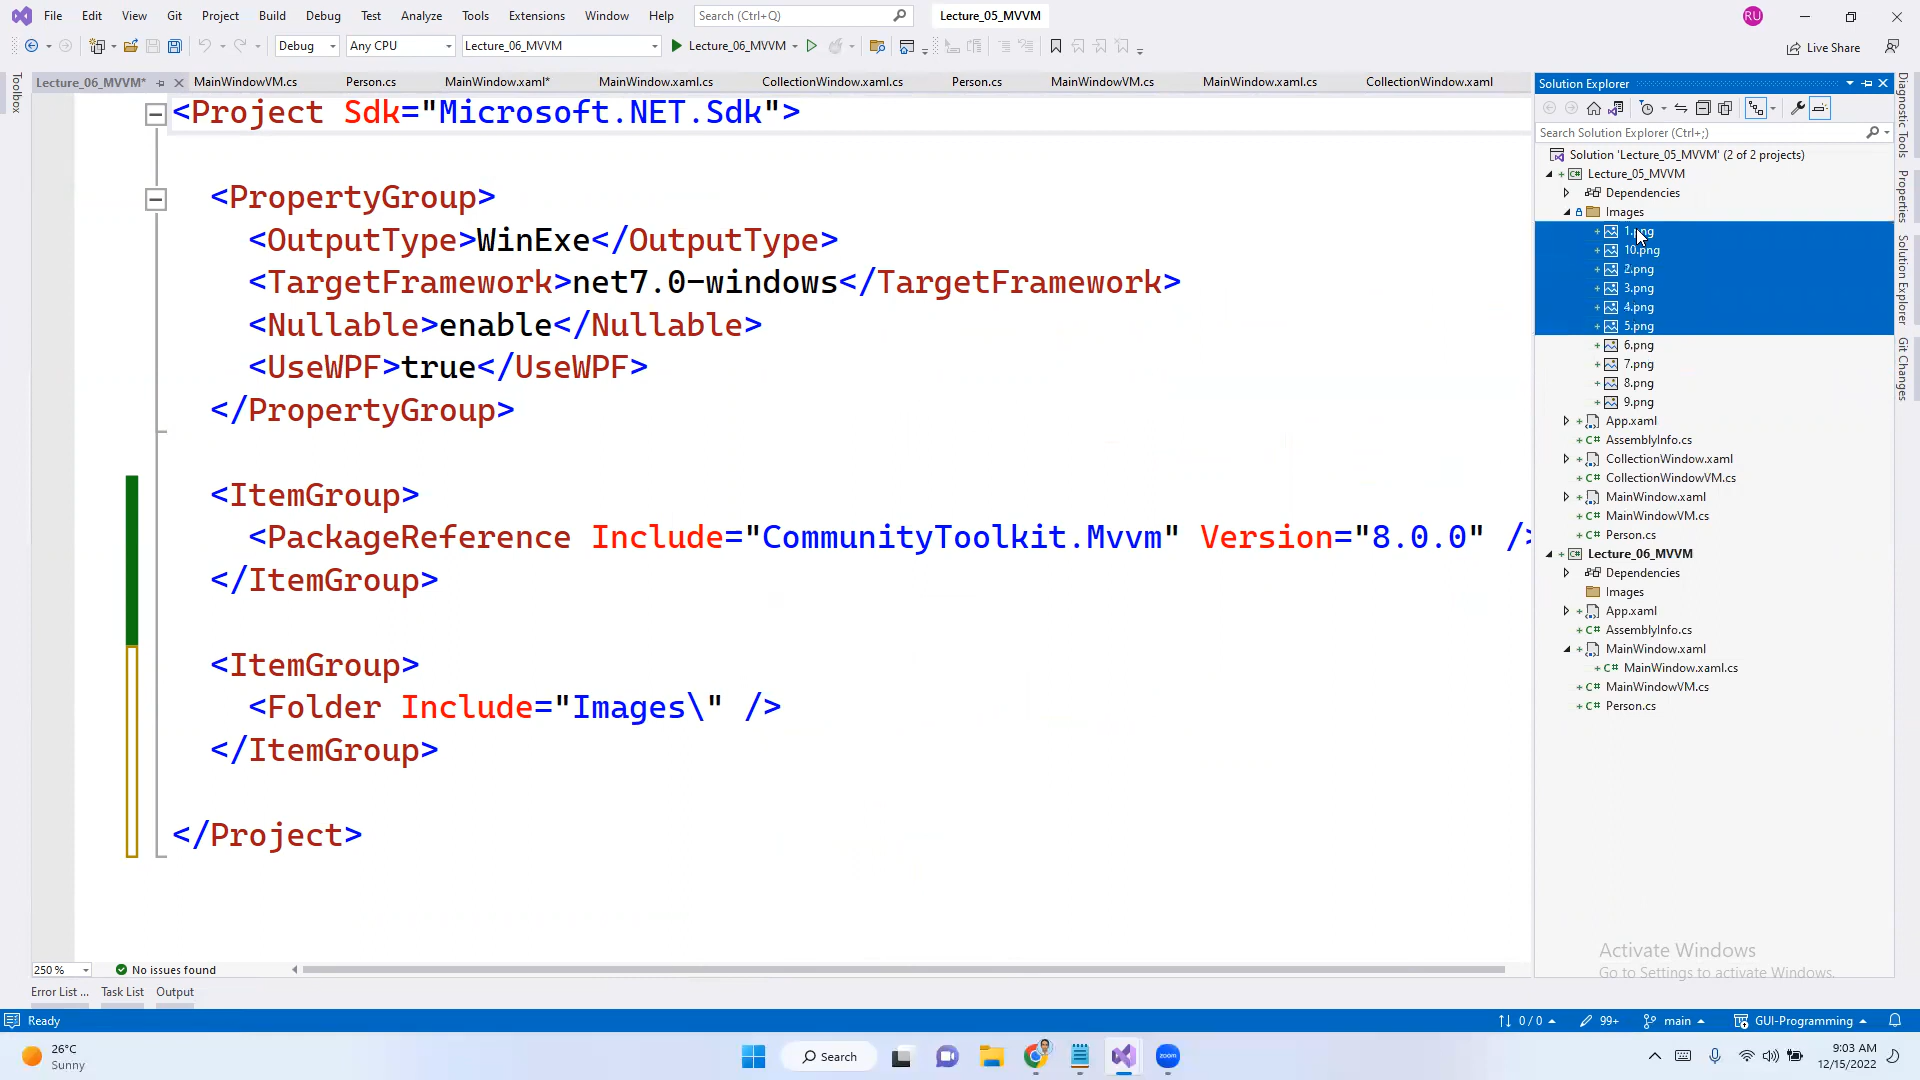 File Edit View Git Project Build Debug Test Analyze Tools Extensions Window Help Search (Ctrl+Q) Lecture_05_MVVM RU
Debug Any CPU Lecture_06_MVVM Lecture_06_MVVM Live Share
Toolbox
Lecture_06_MVVM* MainWindowVM.cs Person.cs MainWindow.xaml* MainWindow.xaml.cs CollectionWindow.xaml.cs Person.cs MainWindowVM.cs MainWindow.xaml.cs CollectionWindow.xaml
<Project Sdk="Microsoft.NET.Sdk">
<PropertyGroup>
<OutputType>WinExe</OutputType>
<TargetFramework>net7.0-windows</TargetFramework>
<Nullable>enable</Nullable>
<UseWPF>true</UseWPF>
</PropertyGroup>
<ItemGroup>
<PackageReference Include="CommunityToolkit.Mvvm" Version="8.0.0" />
</ItemGroup>
<ItemGroup>
<Folder Include="Images\" />
</ItemGroup>
</Project>
250 % No issues found
Error List ... Task List Output
Solution Explorer
Search Solution Explorer (Ctrl+;)
Solution 'Lecture_05_MVVM' (2 of 2 projects)
Lecture_05_MVVM
Dependencies
Images
1.png
10.png
2.png
3.png
4.png
5.png
6.png
7.png
8.png
9.png
App.xaml
AssemblyInfo.cs
CollectionWindow.xaml
CollectionWindowVM.cs
MainWindow.xaml
MainWindowVM.cs
Person.cs
Lecture_06_MVVM
Dependencies
Images
App.xaml
AssemblyInfo.cs
MainWindow.xaml
MainWindow.xaml.cs
MainWindowVM.cs
Person.cs
Diagnostic Tools
Properties
Solution Explorer
Git Changes
Activate Windows
Go to Settings to activate Windows.
Ready 0 / 0 99+ main GUI-Programming
26°C
Sunny
Search
zoom
9:03 AM
12/15/2022